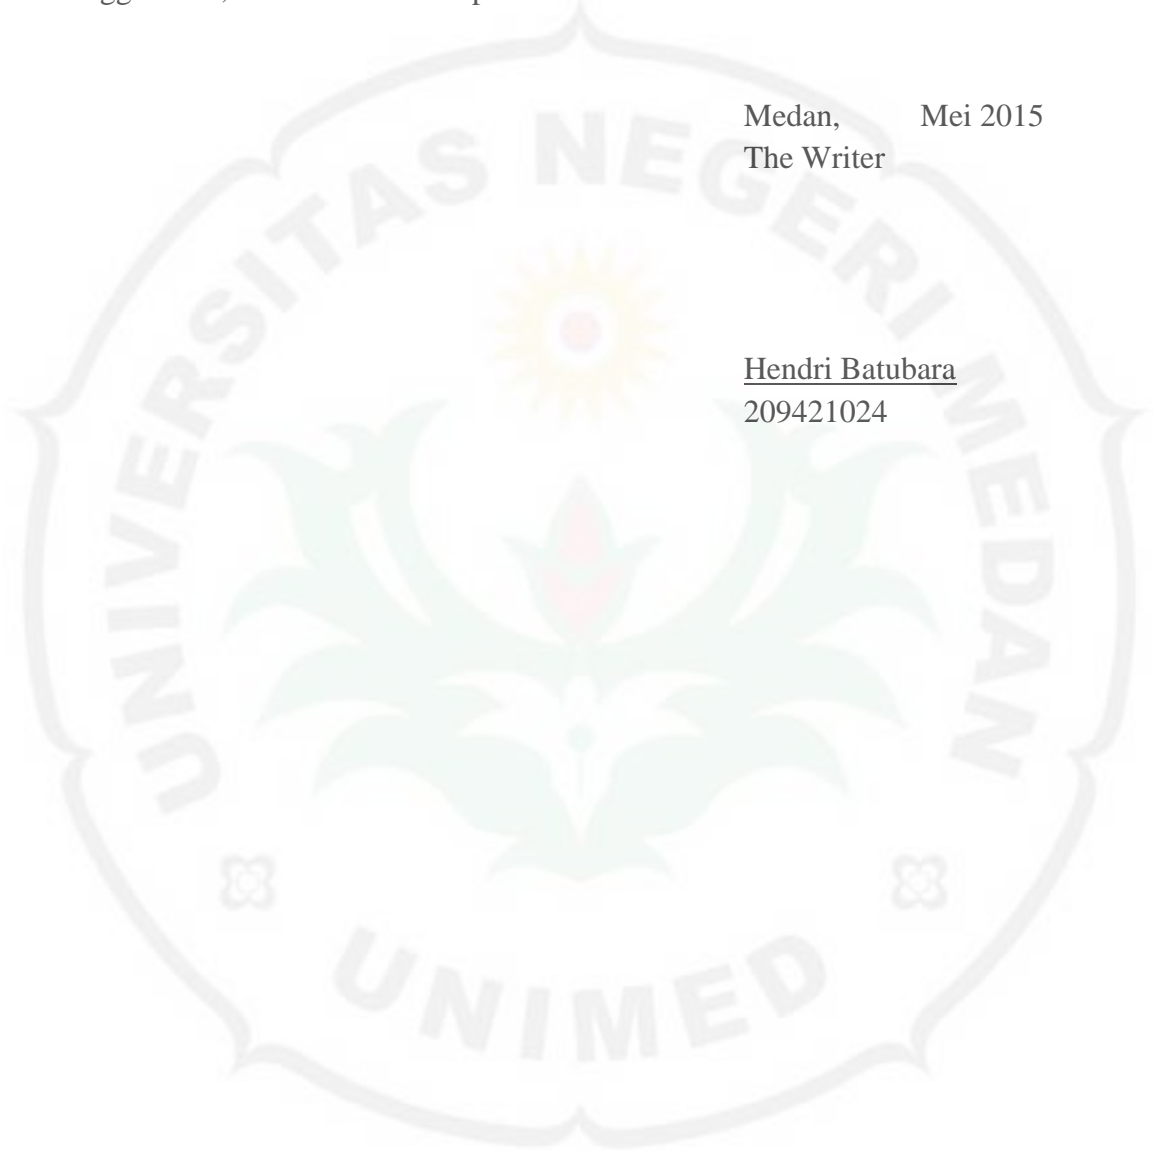 Medan, Mei 2015
The Writer
Hendri Batubara
209421024
UNIVERSITAS NEGERI MEDAN
UNIMED